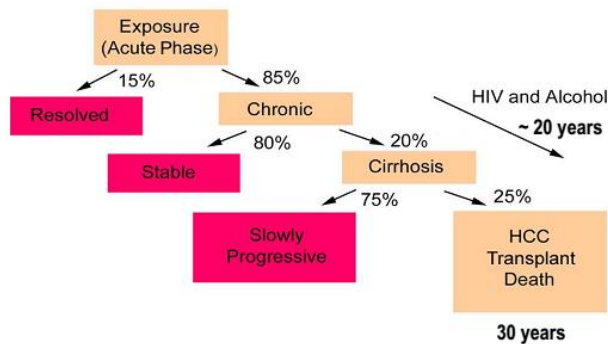 Exposure
(Acute Phase)
15%
85%
HIV and Alcohol
Resolved
Chronic
~ 20 years
80%
20%
Stable
Cirrhosis
75%
25%
Slowly
Progressive
HCC
Transplant
Death
30 years